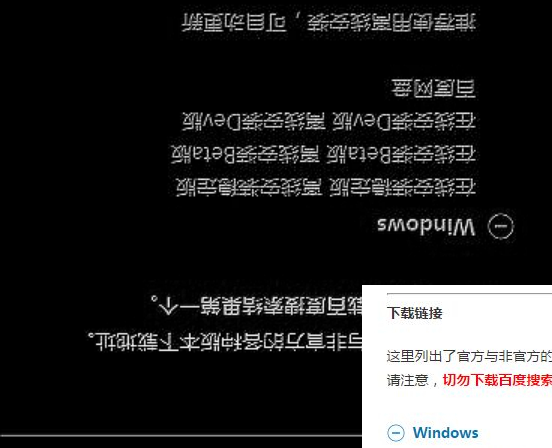 与非官方的各种版本下载地址。
载百度搜索结果第一个。
Windows
在线安装稳定版 离线安装稳定版
在线安装Beta版 离线安装Beta版
在线安装Dev版 离线安装Dev版
百度网盘
推荐使用离线安装，可自动更新
下载链接
这里列出了官方与非官方的
请注意，切勿下载百度搜索
Windows